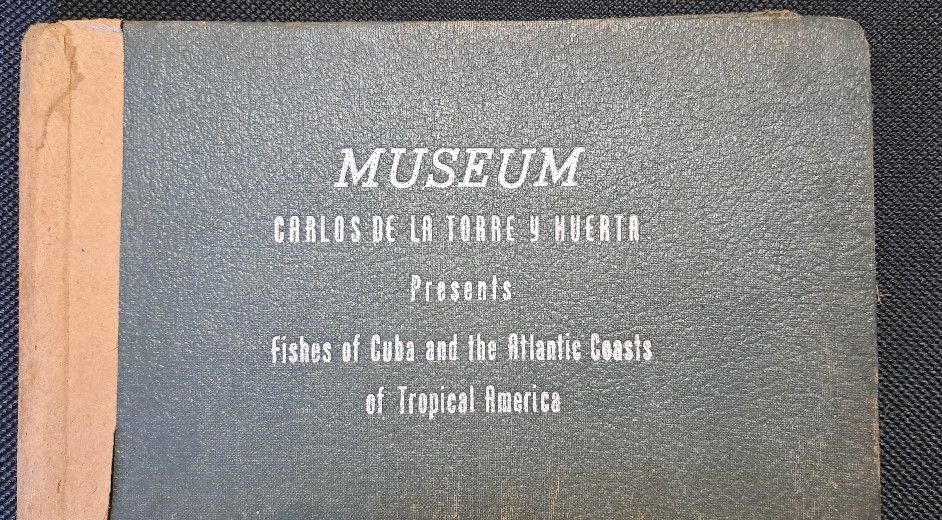 MUSEUM
CARLOS DE LA TORRE Y HUERTA
Presents
Fishes of Cuba and the Atlantic Coasts
of Tropical America